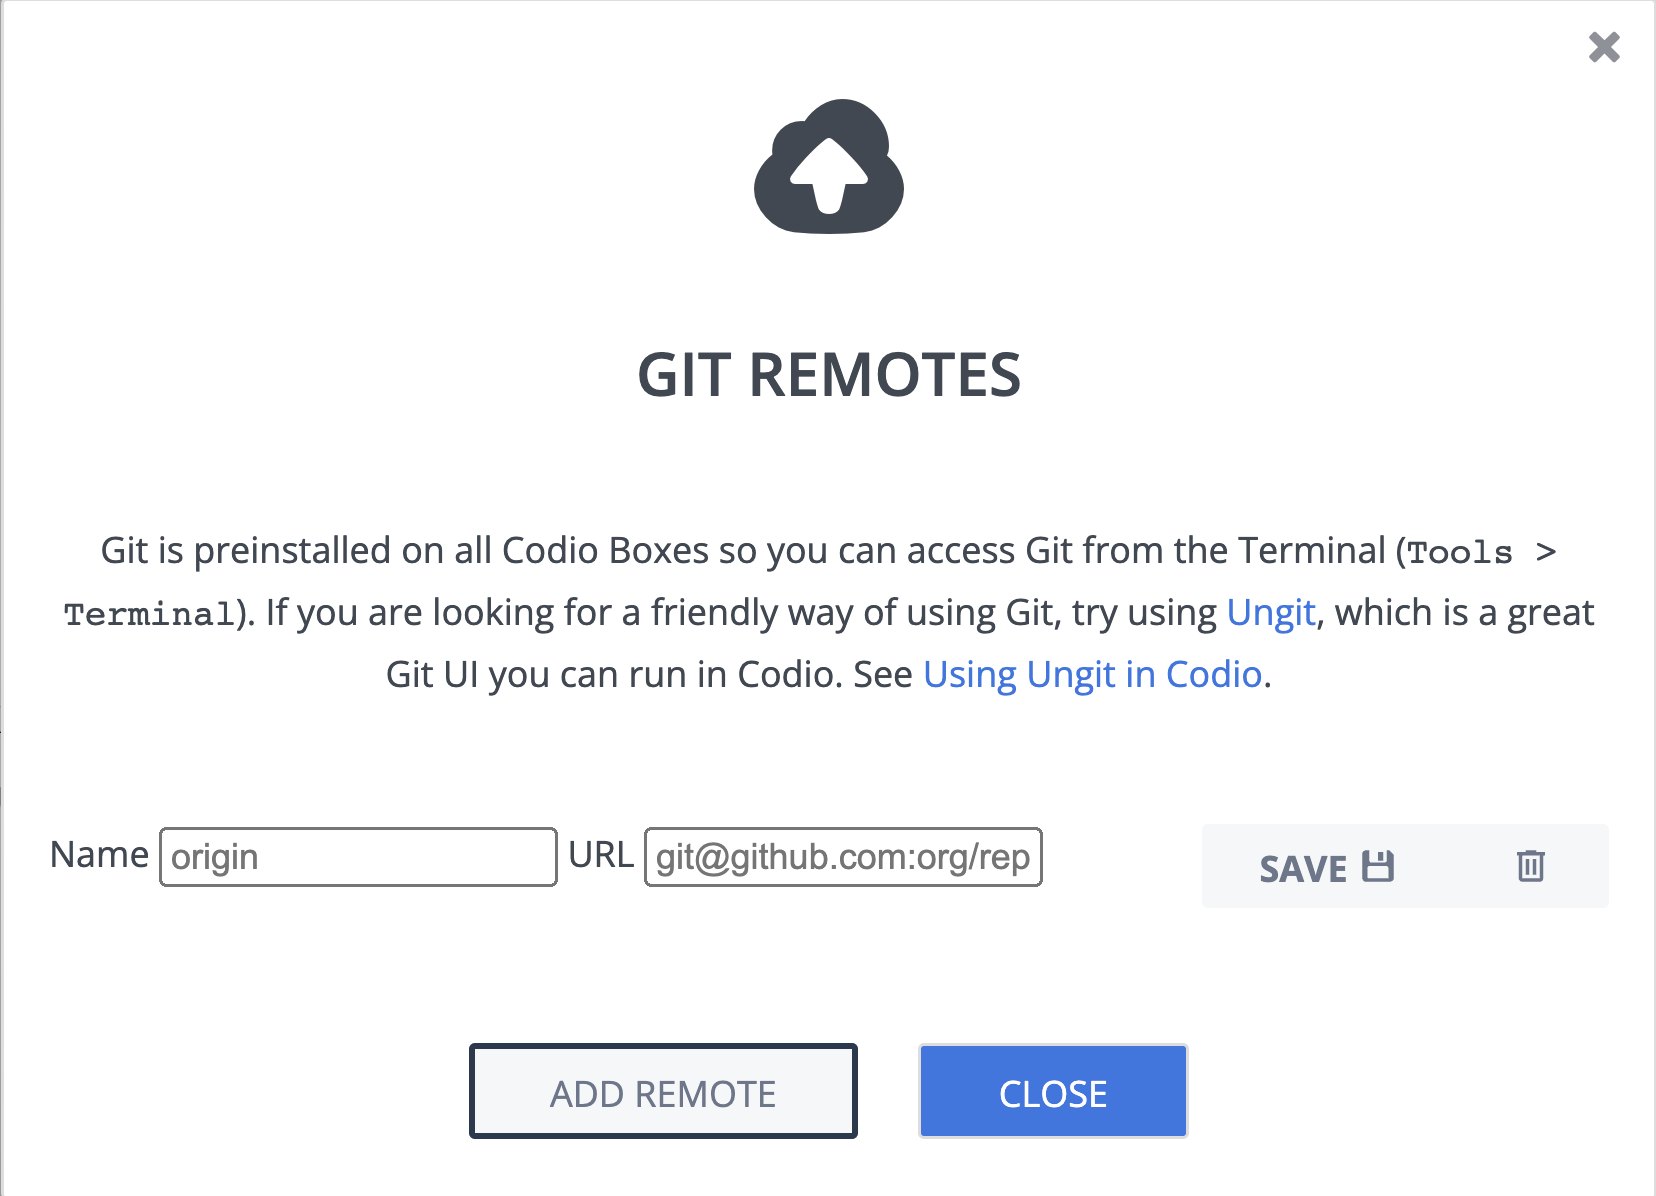 GIT REMOTES
Git is preinstalled on all Codio Boxes so you can access Git from the Terminal (Tools >
Terminal). If you are looking for a friendly way of using Git, try using Ungit, which is a great
Git UI you can run in Codio. See Using Ungit in Codio.
Name origin URL git@github.com:org/rep SAVE
ADD REMOTE CLOSE